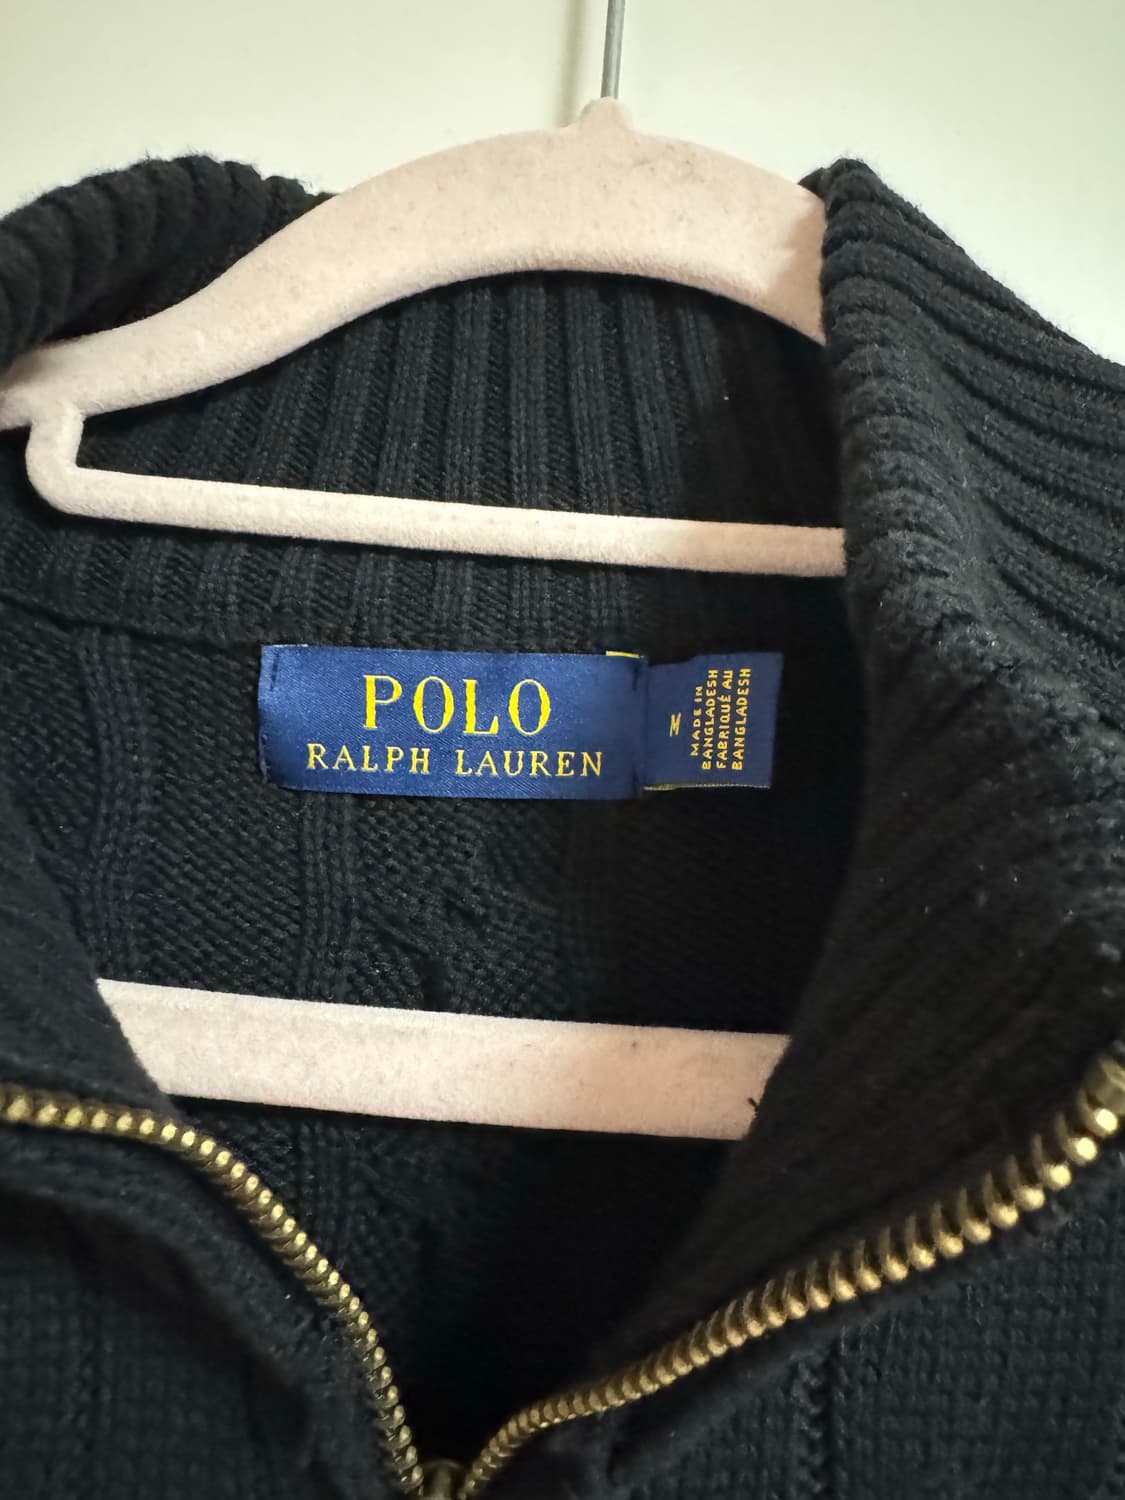 POLO
RALPH LAUREN
M
MADE IN
BANGLADESH
FABRIQUÉ AU
BANGLADESH